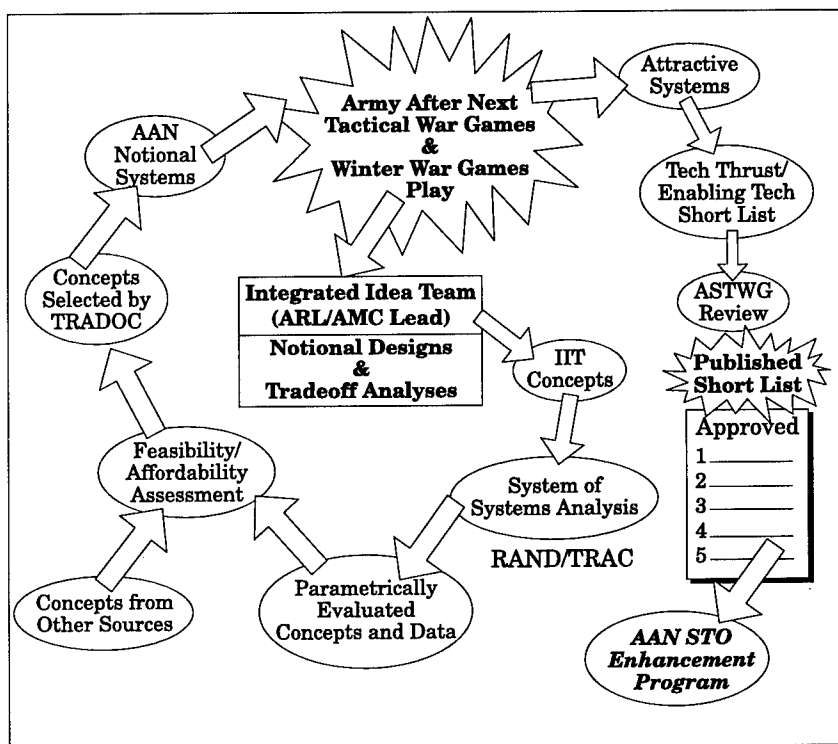 Army After Next
Tactical War Games
&
Winter War Games
Play
Attractive
Systems
AAN
Notional
Systems
Tech Thrust/
Enabling Tech
Short List
Concepts
Selected by
TRADOC
Integrated Idea Team
(ARL/AMC Lead)
Notional Designs
&
Tradeoff Analyses
ASTWG
Review
IIT
Concepts
Published
Short List
Approved
1
2
3
4
5
Feasibility/
Affordability
Assessment
System of
Systems Analysis
RAND/TRAC
Concepts from
Other Sources
Parametrically
Evaluated
Concepts and Data
AAN STO
Enhancement
Program